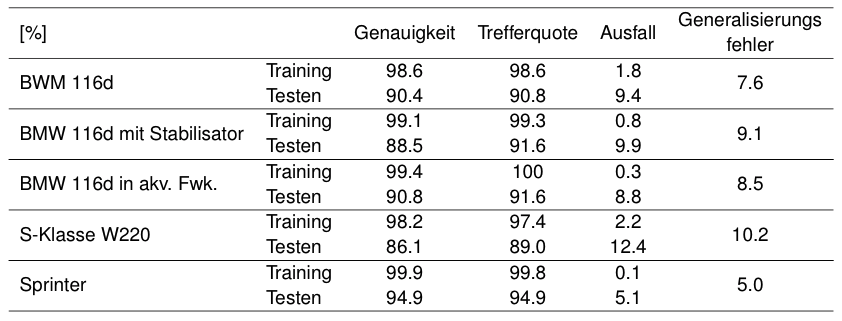 [%] Genauigkeit Trefferquote Ausfall Generalisierungs
fehler
BWM 116d Training 98.6 98.6 1.8 7.6
Testen 90.4 90.8 9.4
BMW 116d mit Stabilisator Training 99.1 99.3 0.8 9.1
Testen 88.5 91.6 9.9
BMW 116d in akv. Fwk. Training 99.4 100 0.3 8.5
Testen 90.8 91.6 8.8
S-Klasse W220 Training 98.2 97.4 2.2 10.2
Testen 86.1 89.0 12.4
Sprinter Training 99.9 99.8 0.1 5.0
Testen 94.9 94.9 5.1